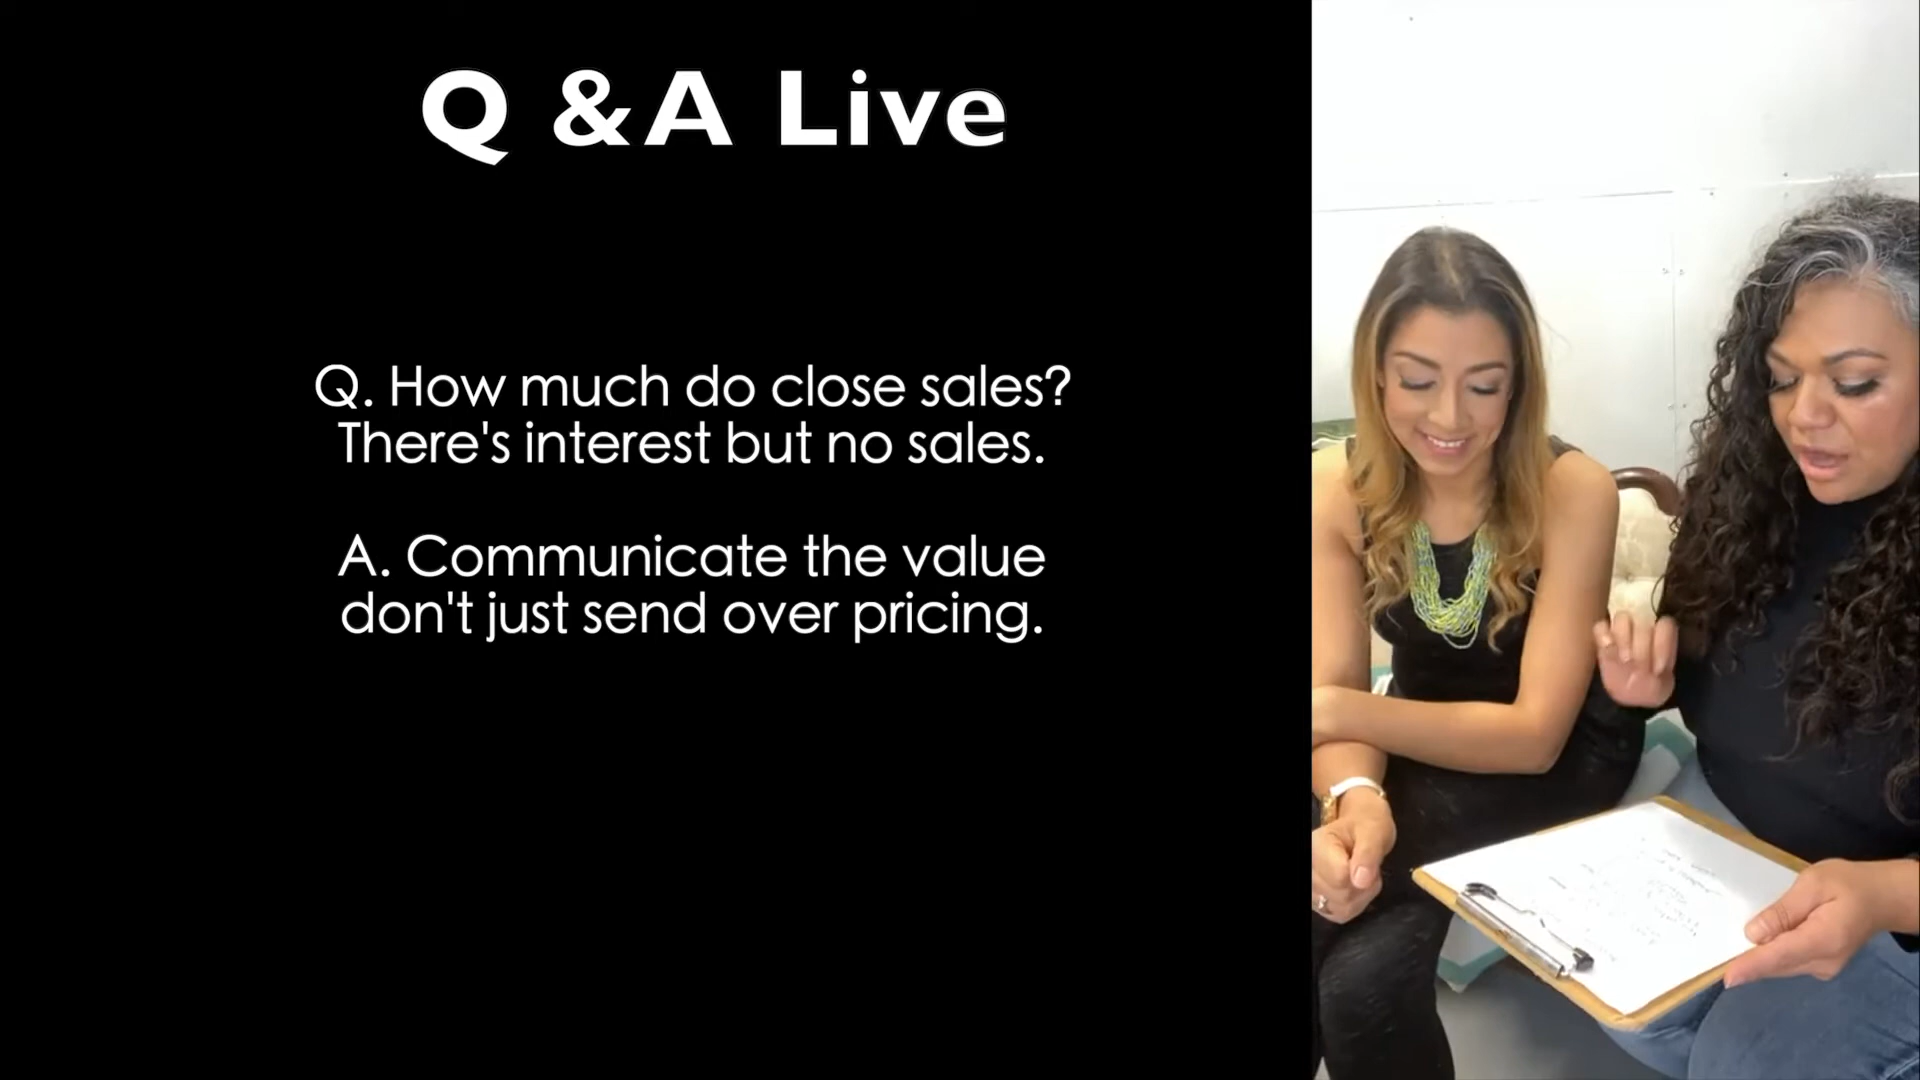 Q &A Live
Q. How much do close sales?
There's interest but no sales.
A. Communicate the value
don't just send over pricing.